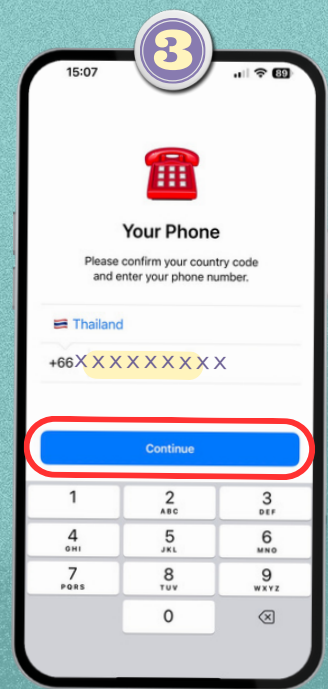 3
15:07
89
Your Phone
Please confirm your country code
and enter your phone number.
Thailand
+66XXXXXXXXXX
Continue
1
2
ABC
3
DEF
4
GHI
5
JKL
6
MNO
7
PQRS
8
TUV
9
WXYZ
0